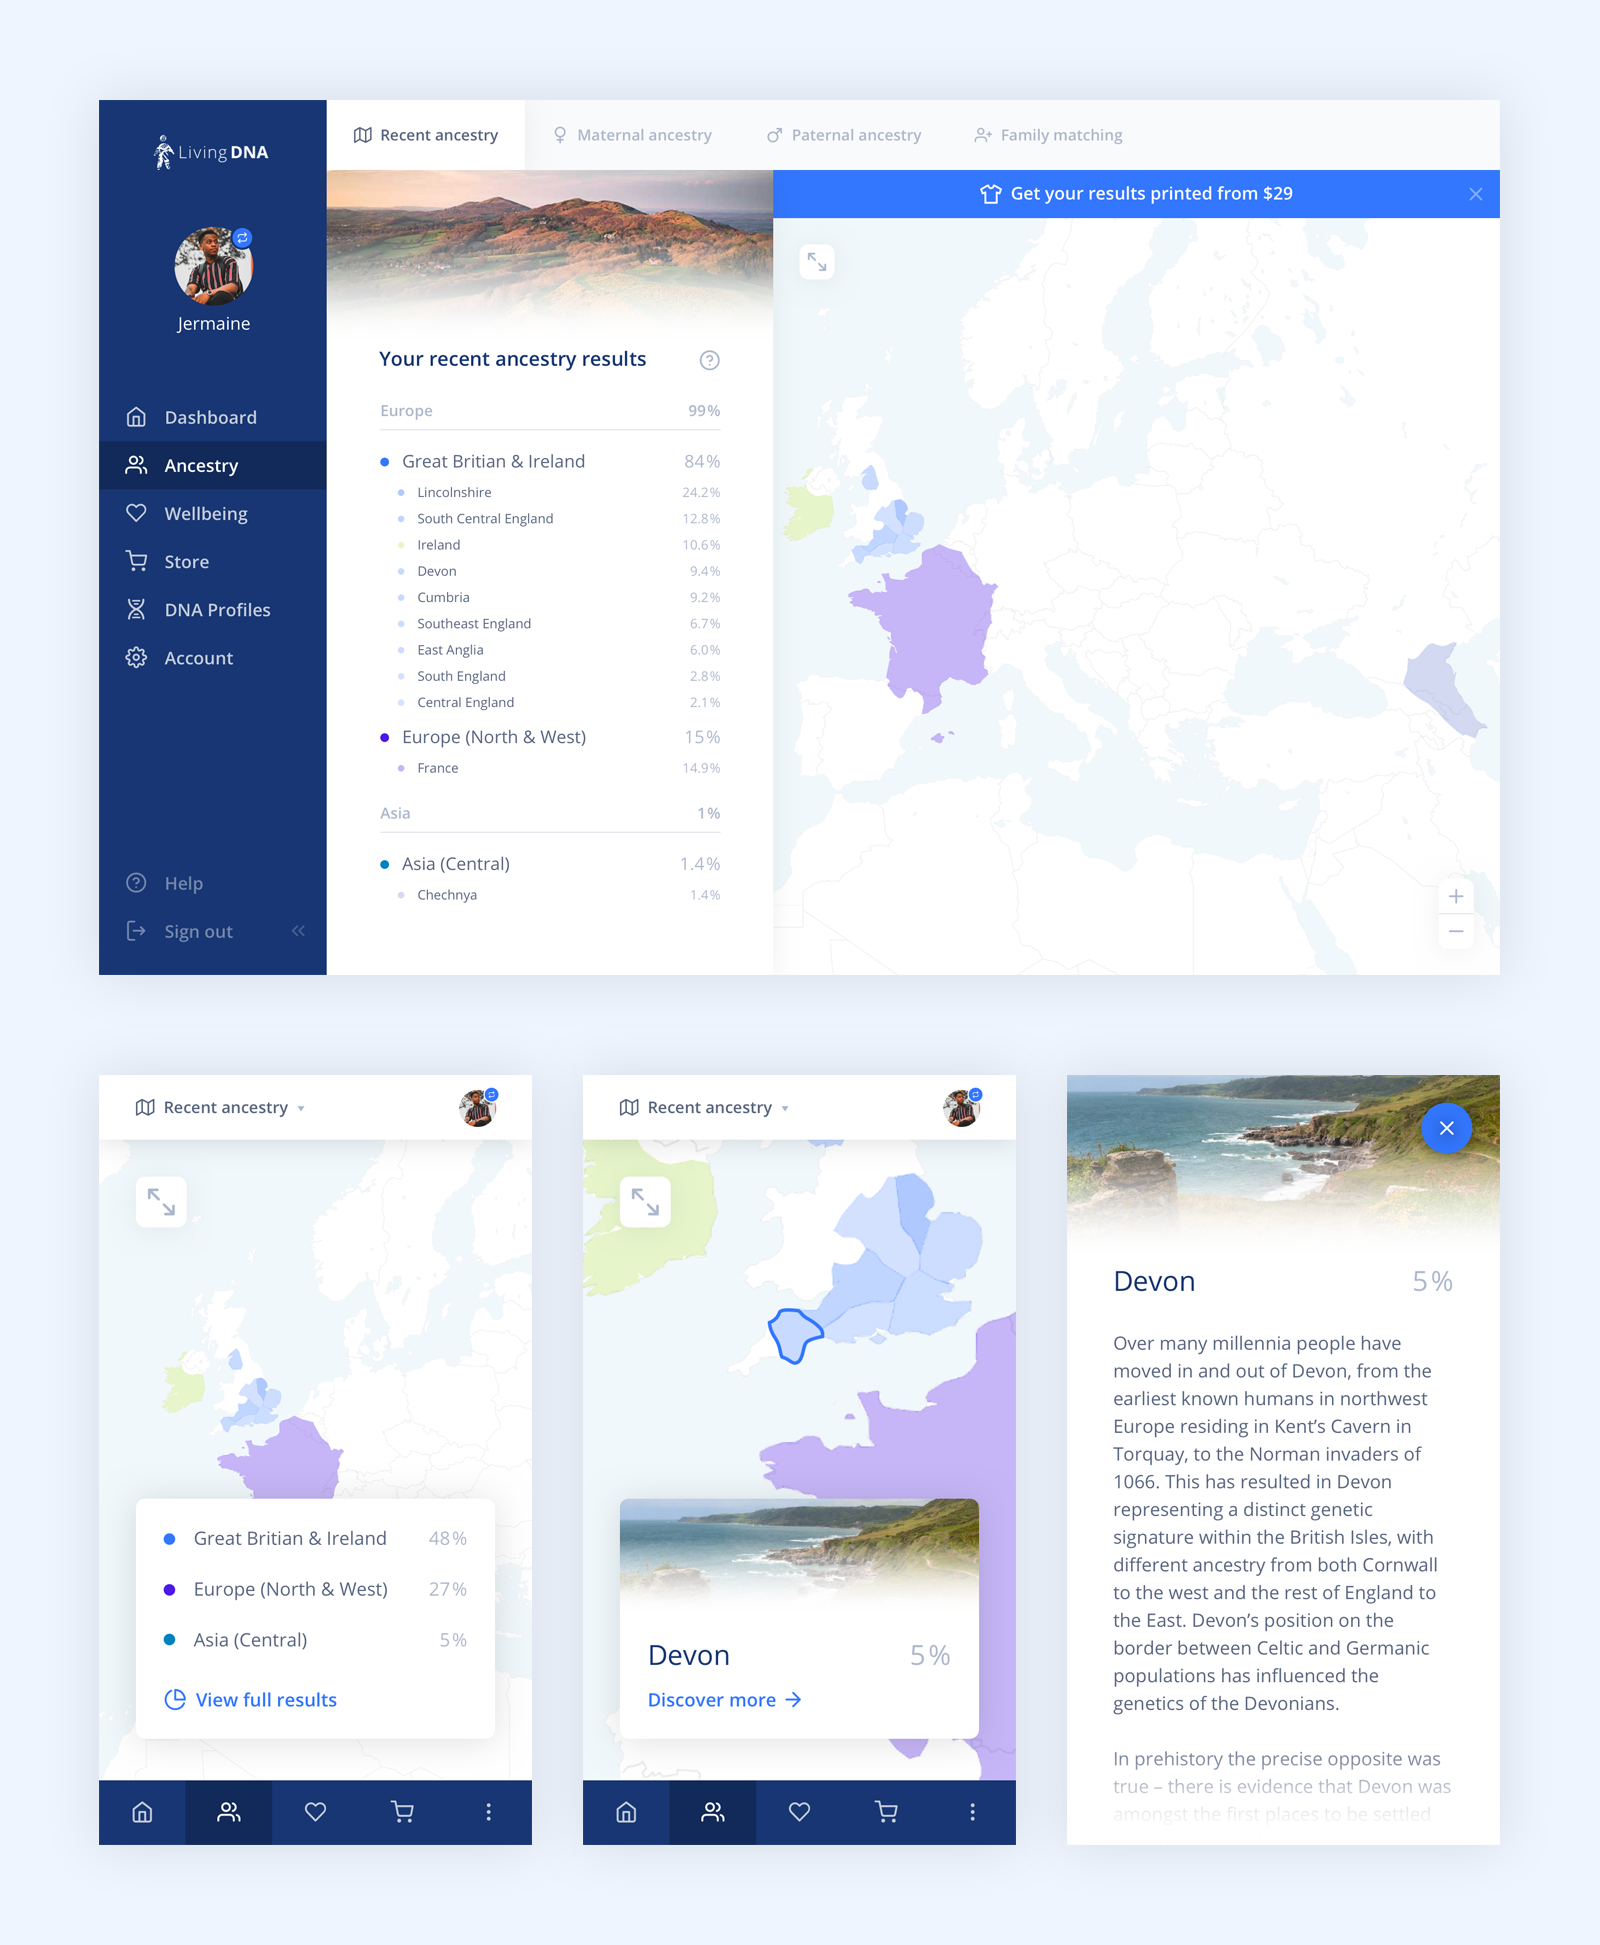 Living DNA
Jermaine
Dashboard
Ancestry
Wellbeing
Store
DNA Profiles
Account
Help
Sign out
Recent ancestry
Maternal ancestry
Paternal ancestry
Family matching
Get your results printed from $29
Your recent ancestry results
Europe 99%
Great Britian & Ireland 84%
Lincolnshire 24.2%
South Central England 12.8%
Ireland 10.6%
Devon 9.4%
Cumbria 9.2%
Southeast England 6.7%
East Anglia 6.0%
South England 2.8%
Central England 2.1%
Europe (North & West) 15%
France 14.9%
Asia 1%
Asia (Central) 1.4%
Chechnya 1.4%
Recent ancestry
Great Britian & Ireland 48%
Europe (North & West) 27%
Asia (Central) 5%
View full results
Recent ancestry
Devon 5%
Discover more
Devon 5%
Over many millennia people have
moved in and out of Devon, from the
earliest known humans in northwest
Europe residing in Kent’s Cavern in
Torquay, to the Norman invaders of
1066. This has resulted in Devon
representing a distinct genetic
signature within the British Isles, with
different ancestry from both Cornwall
to the west and the rest of England to
the East. Devon’s position on the
border between Celtic and Germanic
populations has influenced the
genetics of the Devonians.
In prehistory the precise opposite was
true – there is evidence that Devon was
amongst the first places to be settled